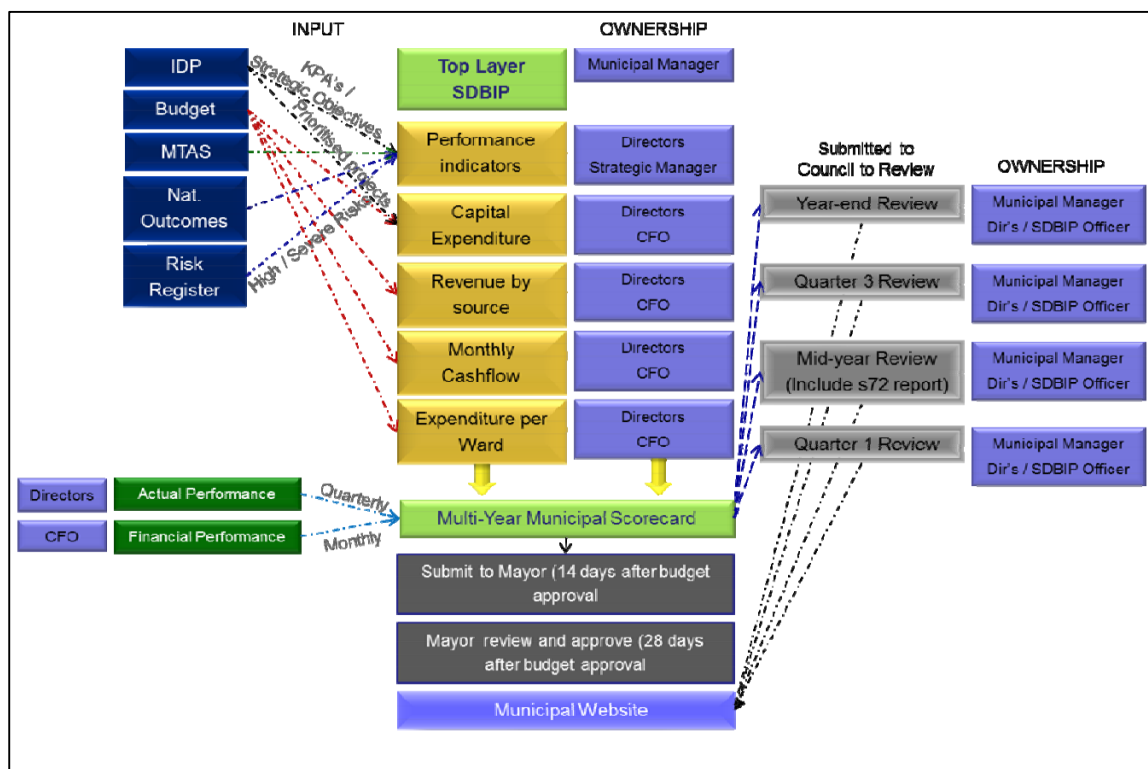 INPUT
OWNERSHIP
IDP
Budget
MTAS
Nat.
Outcomes
Risk
Register
KPA's /
Strategic Objectives
Prioritised projects
High / Severe Risks
Top Layer
SDBIP
Municipal Manager
Performance
indicators
Directors
Strategic Manager
Capital
Expenditure
Directors
CFO
Revenue by
source
Directors
CFO
Monthly
Cashflow
Directors
CFO
Expenditure per
Ward
Directors
CFO
Submitted to
Council to Review
OWNERSHIP
Year-end Review
Municipal Manager
Dir's / SDBIP Officer
Quarter 3 Review
Municipal Manager
Dir's / SDBIP Officer
Mid-year Review
(Include s72 report)
Municipal Manager
Dir's / SDBIP Officer
Quarter 1 Review
Municipal Manager
Dir's / SDBIP Officer
Directors
Actual Performance
Quarterly
CFO
Financial Performance
Monthly
Multi-Year Municipal Scorecard
Submit to Mayor (14 days after budget
approval
Mayor review and approve (28 days
after budget approval
Municipal Website